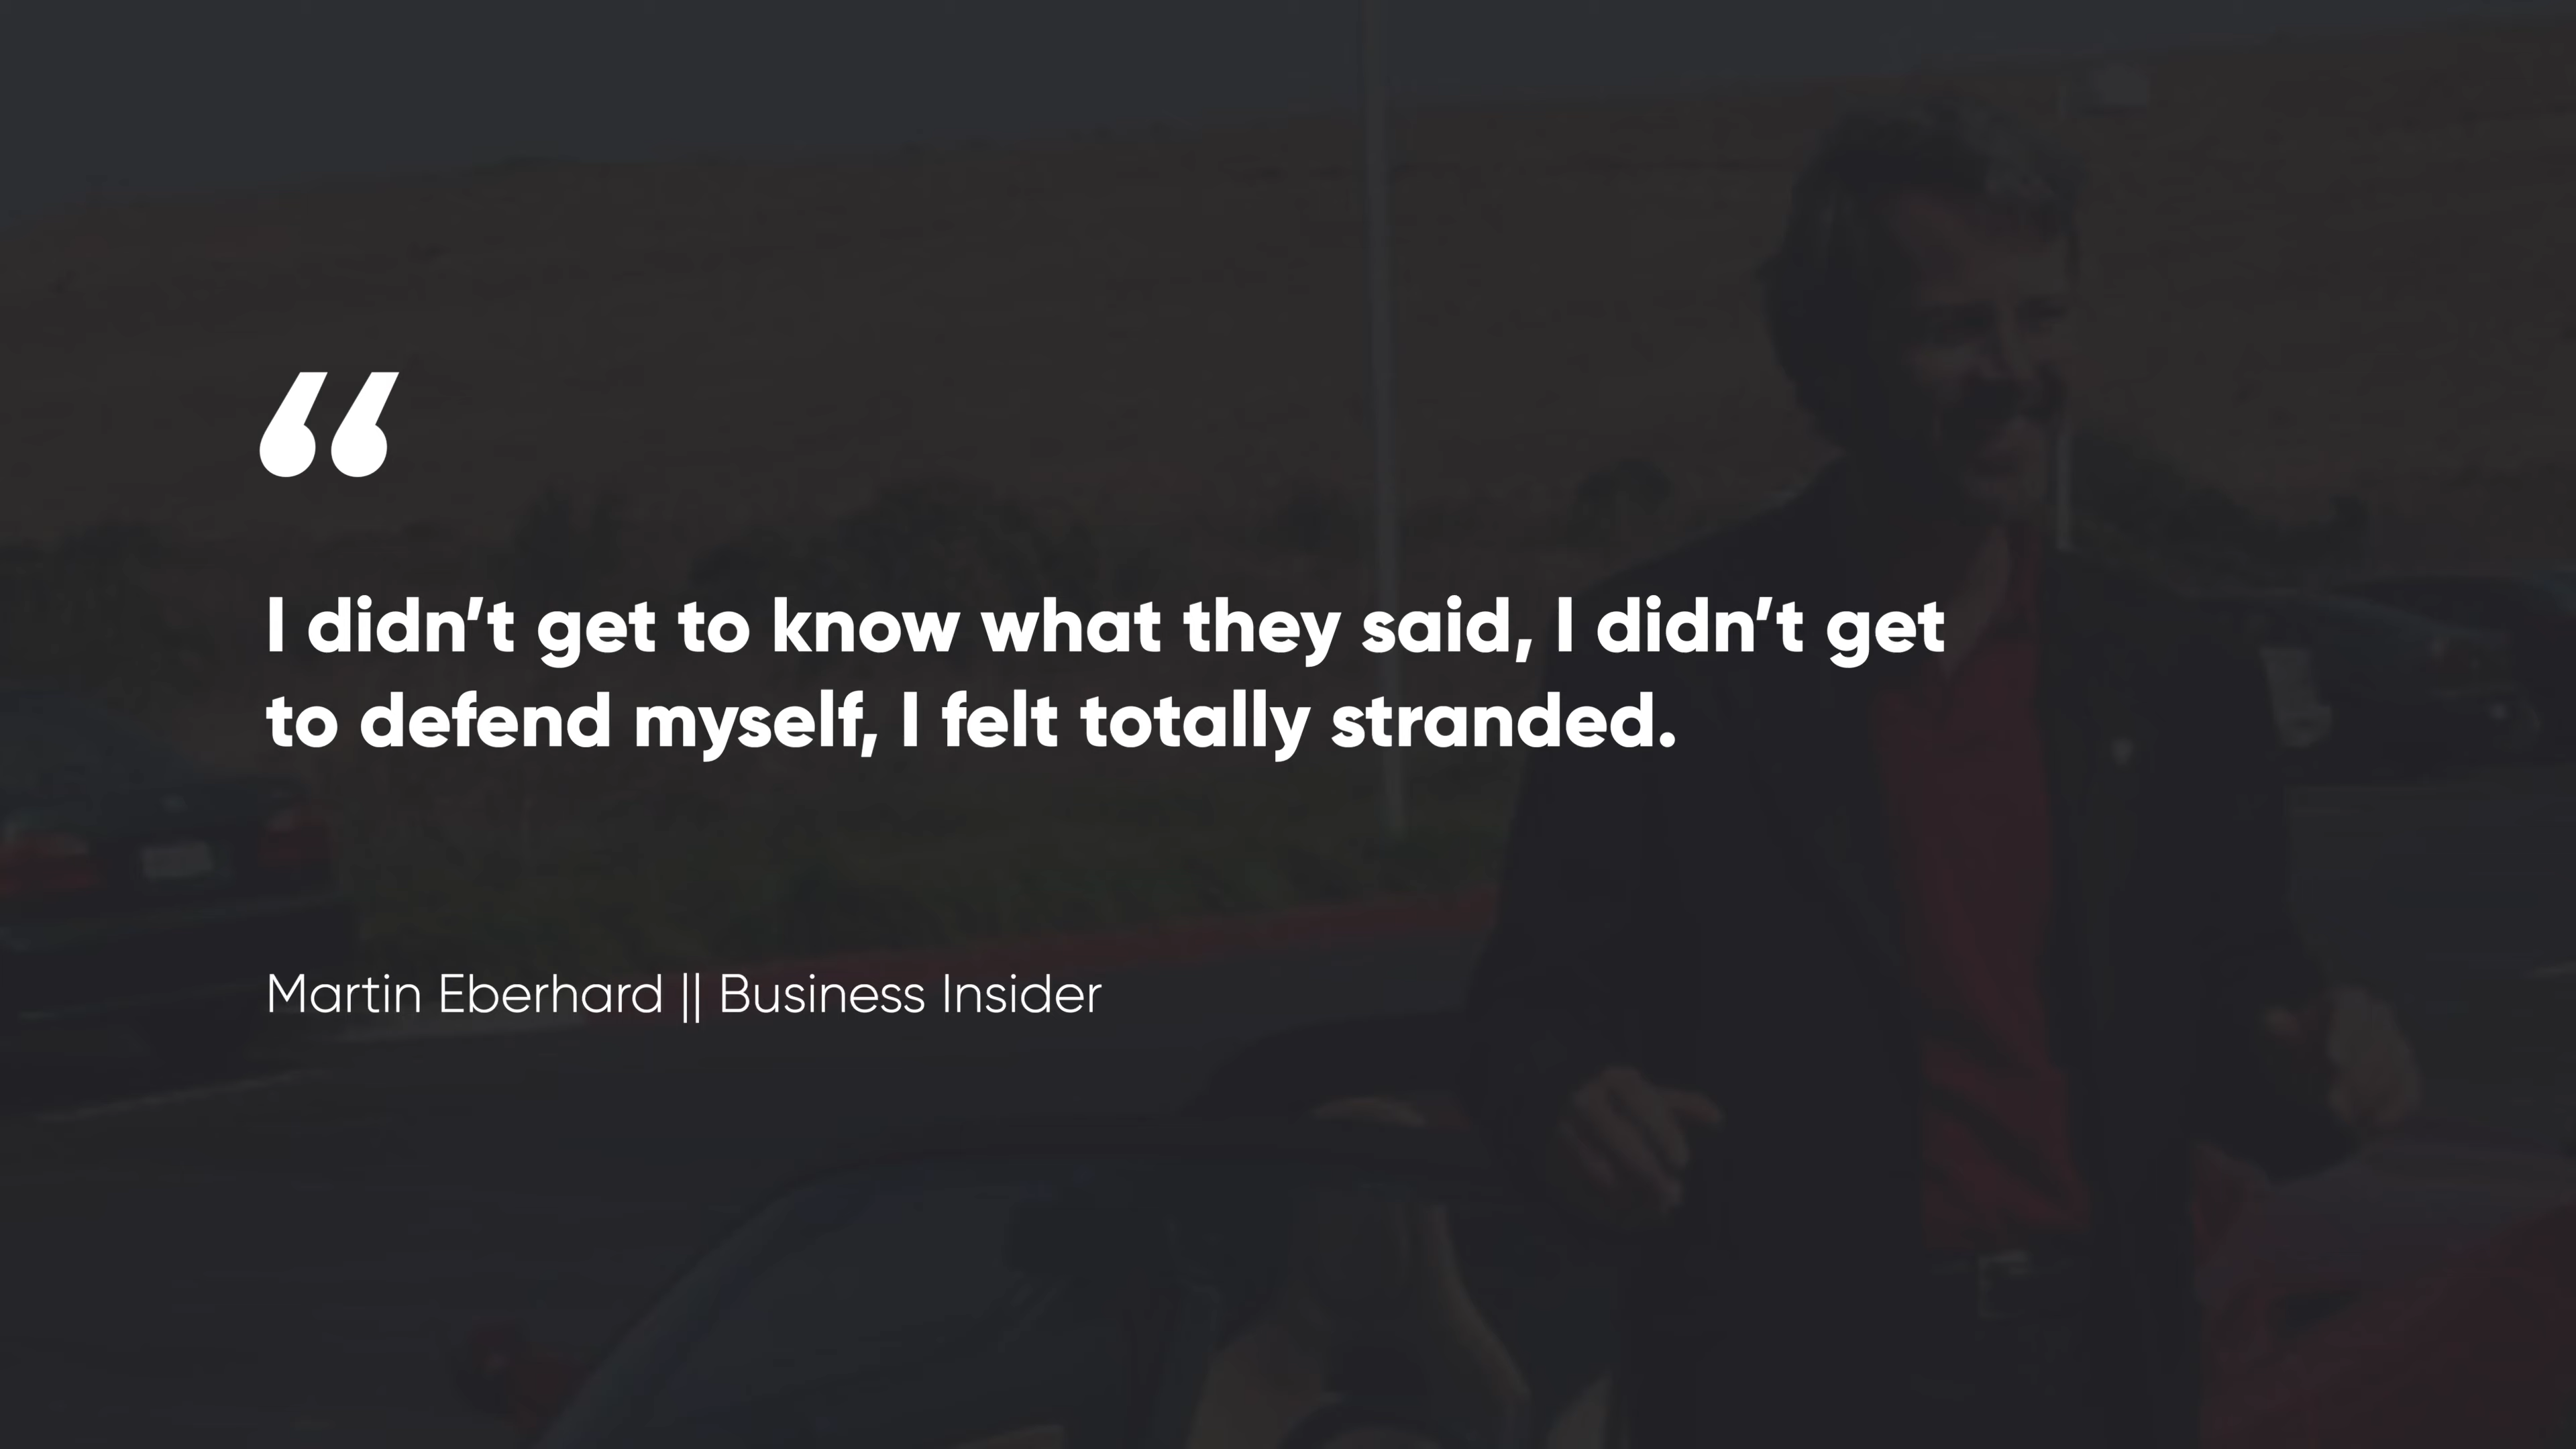 “
I didn’t get to know what they said, I didn’t get
to defend myself, I felt totally stranded.
Martin Eberhard || Business Insider